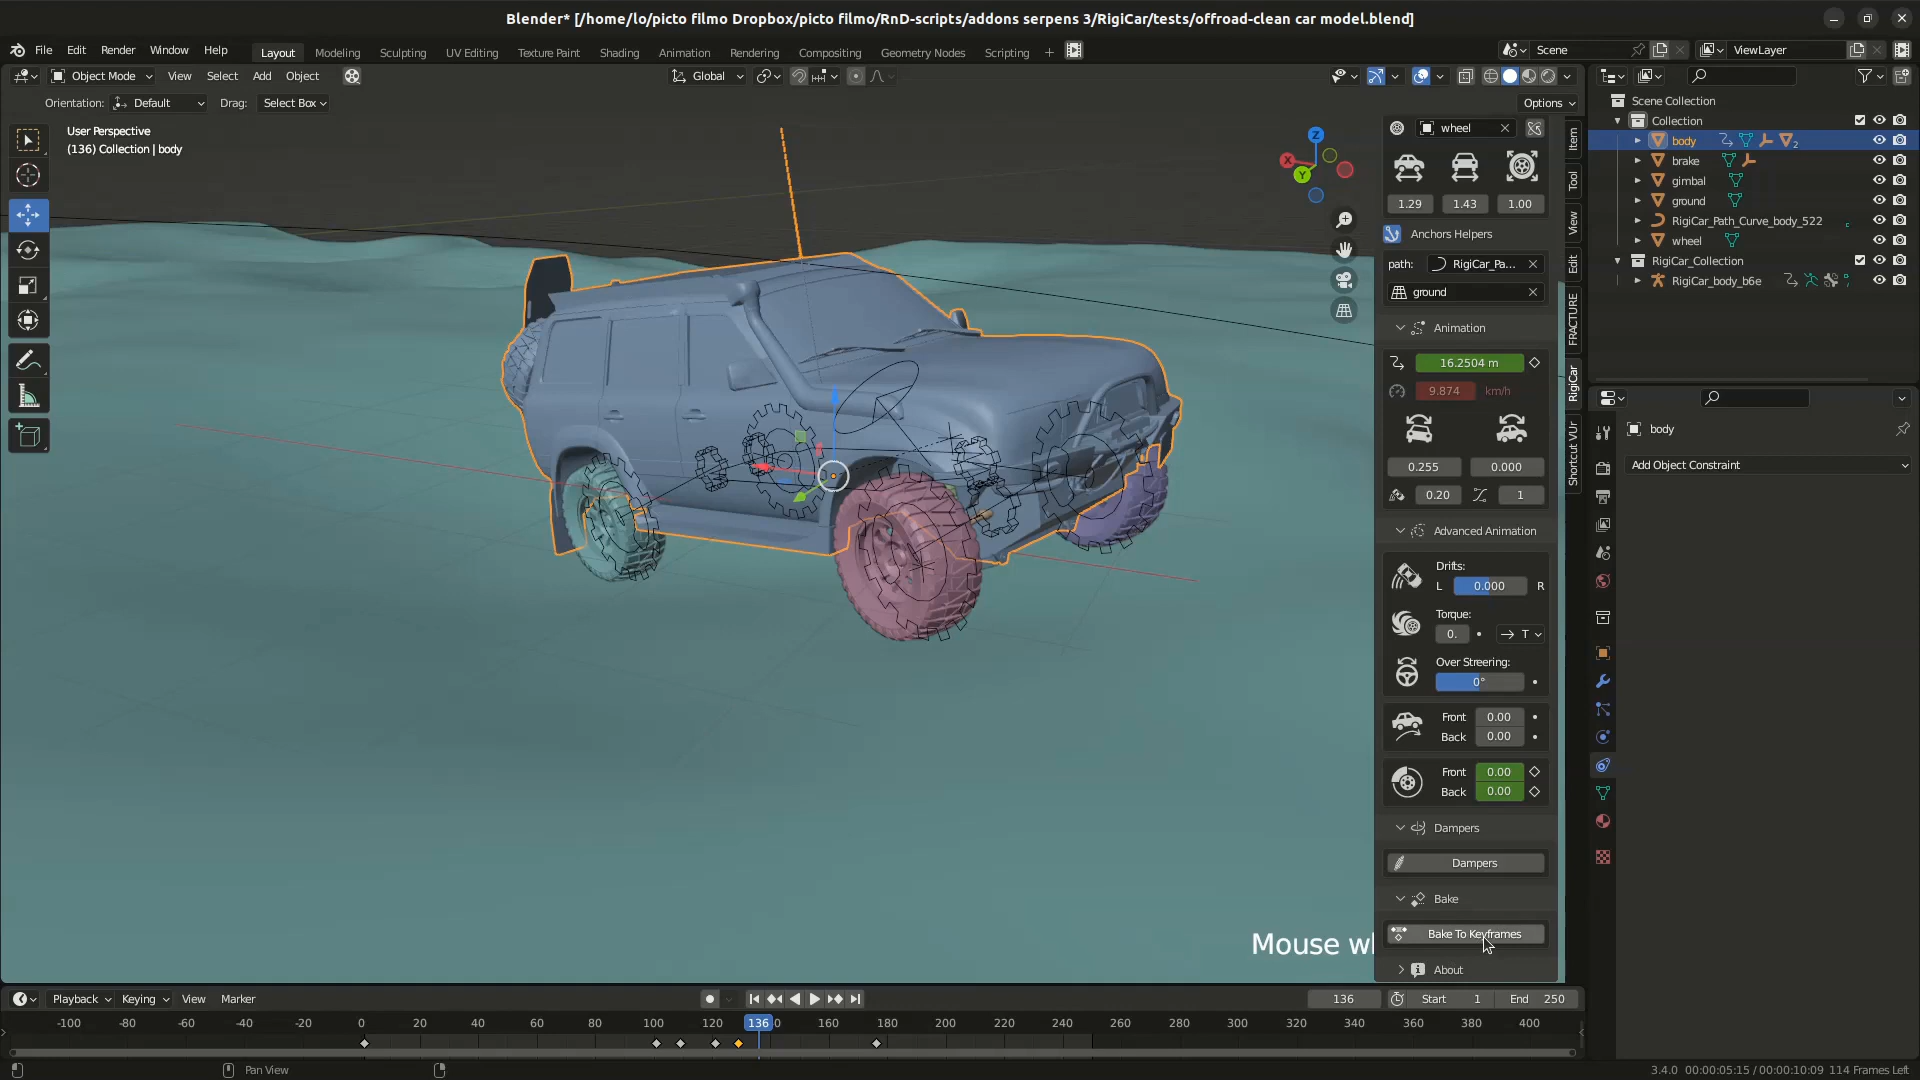 Blender* [/home/lo/picto filmo Dropbox/picto filmo/RnD-scripts/addons serpens 3/RigiCar/tests/offroad-clean car model.blend]
File Edit Render Window Help Layout Modeling Sculpting UV Editing Texture Paint Shading Animation Rendering Compositing Geometry Nodes Scripting + Scene ViewLayer
Object Mode View Select Add Object Global
Orientation: Default Drag: Select Box Options
User Perspective
(136) Collection | body
Z
X
Y
wheel
1.29 1.43 1.00
Anchors Helpers
path: RigiCar_Pa...
ground
Animation
16.2504 m
9.874 km/h
0.255 0.000
0.20 1
Advanced Animation
Drifts:
L 0.000 R
Torque:
0. T
Over Streering:
0°
Front 0.00
Back 0.00
Front 0.00
Back 0.00
Dampers
Dampers
Bake
Bake To Keyframes
About
Item
Tool
View
Edit
FRACTURE
RigiCar
Shortcut VUr
Mouse w
Scene Collection
Collection
body 2
brake
gimbal
ground
RigiCar_Path_Curve_body_522
wheel
RigiCar_Collection
RigiCar_body_b6e
body
Add Object Constraint
Playback Keying View Marker 136 Start 1 End 250
-100 -80 -60 -40 -20 0 20 40 60 80 100 120 136 160 180 200 220 240 260 280 300 320 340 360 380 400
Pan View 3.4.0 00:00:05:15 / 00:00:10:09 114 Frames Left